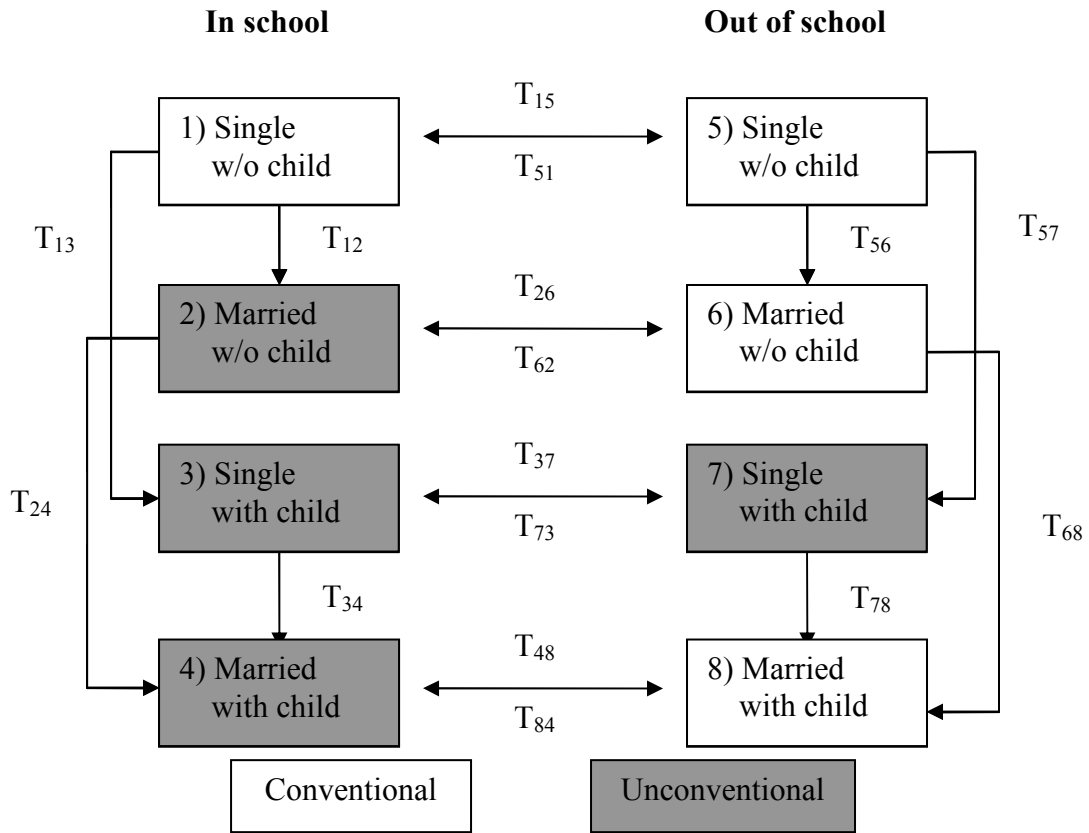 In school
Out of school
T15
T51
1) Single
w/o child
5) Single
w/o child
T13
T12
T56
T57
T26
T62
2) Married
w/o child
6) Married
w/o child
T24
T37
T73
3) Single
with child
7) Single
with child
T68
T34
T78
T48
T84
4) Married
with child
8) Married
with child
Conventional
Unconventional